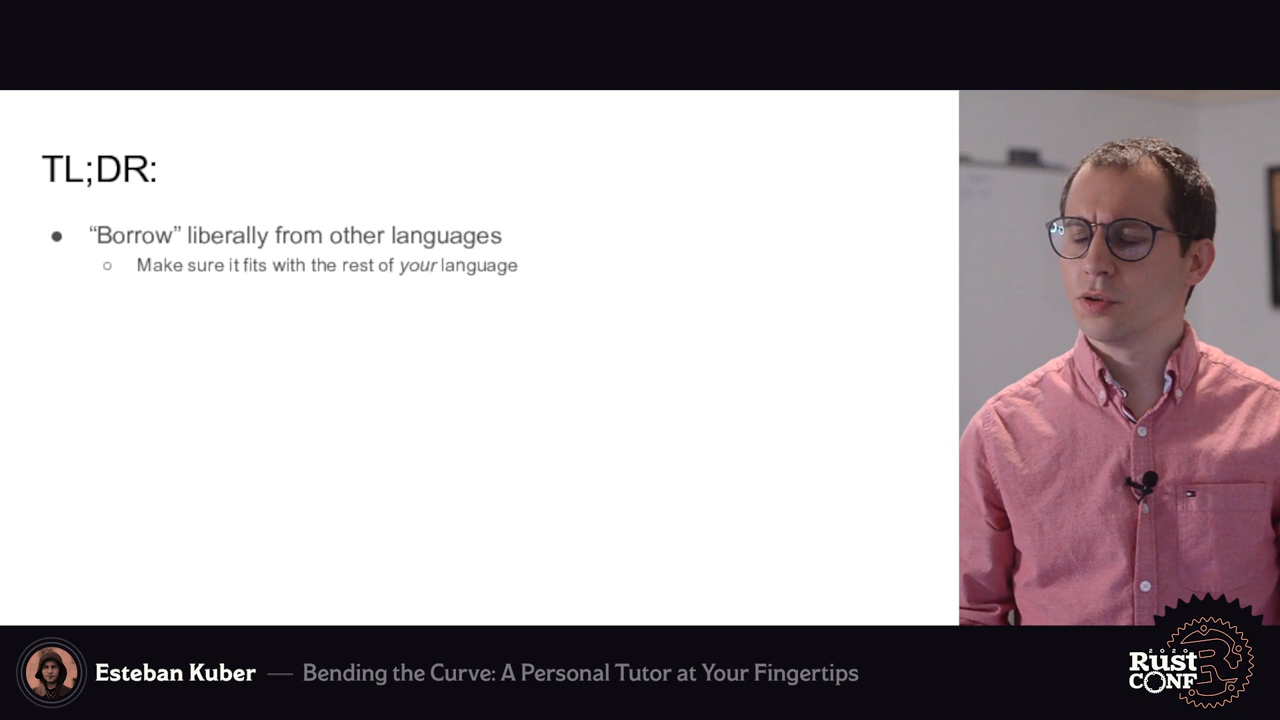 TL;DR:
“Borrow” liberally from other languages
Make sure it fits with the rest of your language
Esteban Kuber — Bending the Curve: A Personal Tutor at Your Fingertips
2020
Rust
CONF